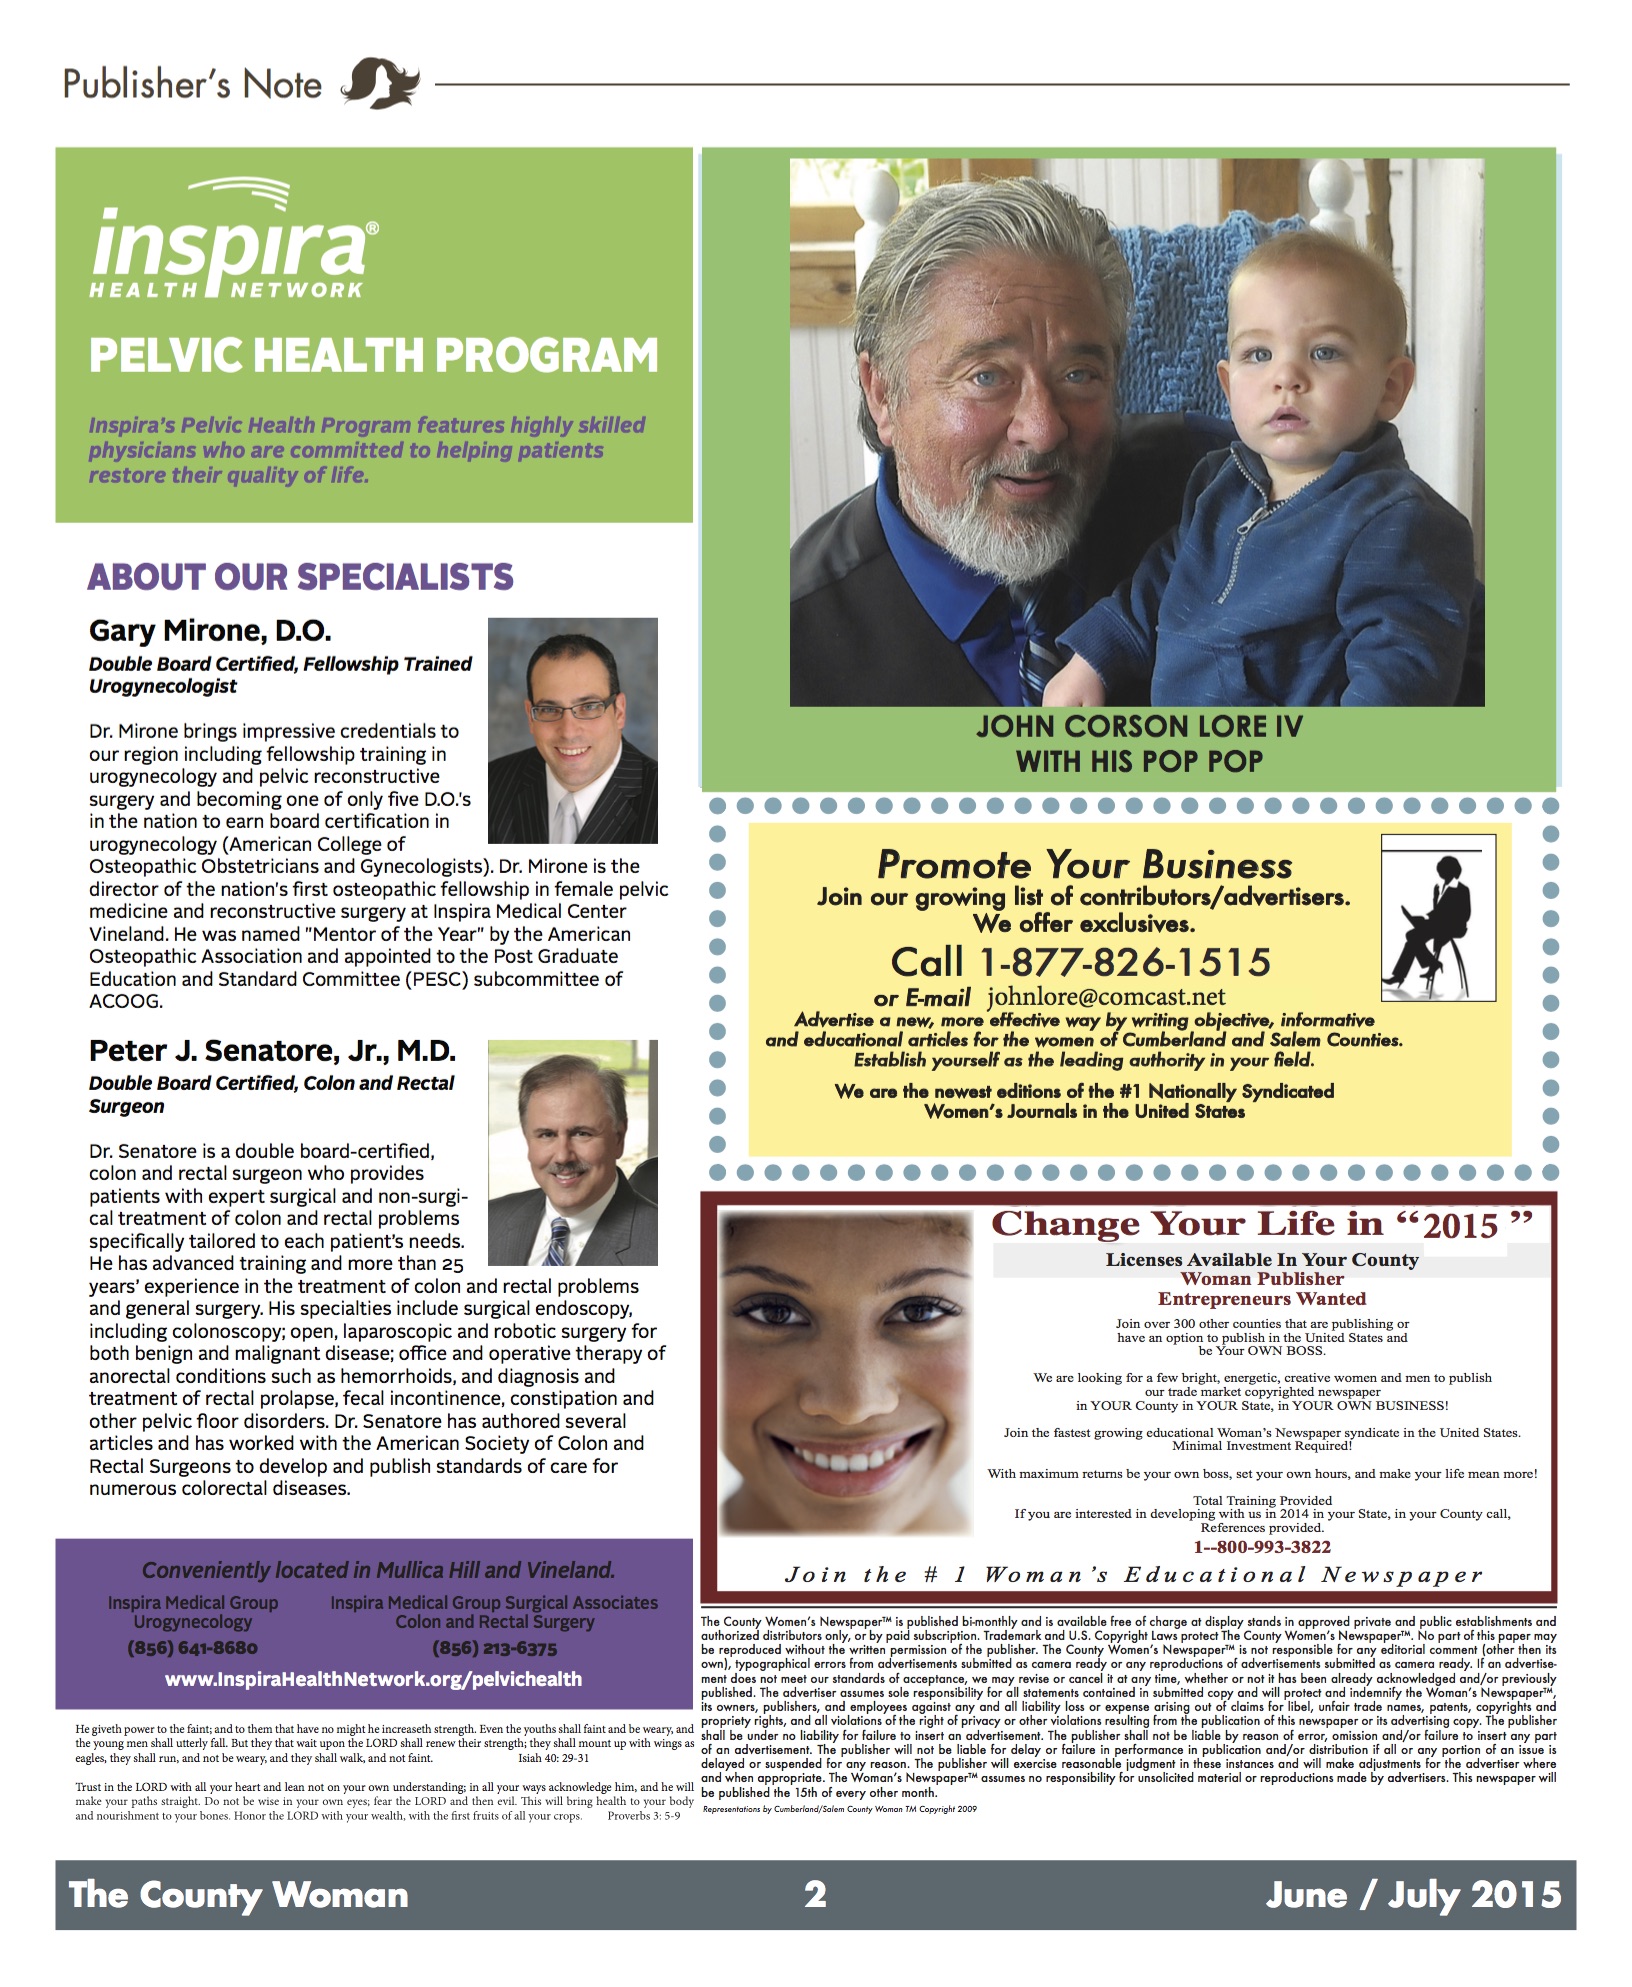 Publisher's Note
inspira®
HEALTH NETWORK
PELVIC HEALTH PROGRAM
Inspira's Pelvic Health Program features highly skilled
physicians who are committed to helping patients
restore their quality of life.
ABOUT OUR SPECIALISTS
Gary Mirone, D.O.
Double Board Certified, Fellowship Trained
Urogynecologist
Dr. Mirone brings impressive credentials to
our region including fellowship training in
urogynecology and pelvic reconstructive
surgery and becoming one of only five D.O.'s
in the nation to earn board certification in
urogynecology (American College of
Osteopathic Obstetricians and Gynecologists). Dr. Mirone is the
director of the nation's first osteopathic fellowship in female pelvic
medicine and reconstructive surgery at Inspira Medical Center
Vineland. He was named "Mentor of the Year" by the American
Osteopathic Association and appointed to the Post Graduate
Education and Standard Committee (PESC) subcommittee of
ACOOG.
Peter J. Senatore, Jr., M.D.
Double Board Certified, Colon and Rectal
Surgeon
Dr. Senatore is a double board-certified,
colon and rectal surgeon who provides
patients with expert surgical and non-surgi-
cal treatment of colon and rectal problems
specifically tailored to each patient's needs.
He has advanced training and more than 25
years' experience in the treatment of colon and rectal problems
and general surgery. His specialties include surgical endoscopy,
including colonoscopy; open, laparoscopic and robotic surgery for
both benign and malignant disease; office and operative therapy of
anorectal conditions such as hemorrhoids, and diagnosis and
treatment of rectal prolapse, fecal incontinence, constipation and
other pelvic floor disorders. Dr. Senatore has authored several
articles and has worked with the American Society of Colon and
Rectal Surgeons to develop and publish standards of care for
numerous colorectal diseases.
Conveniently located in Mullica Hill and Vineland.
Inspira Medical Group
Urogynecology
(856) 641-8680
Inspira Medical Group Surgical Associates
Colon and Rectal Surgery
(856) 213-6375
www.InspiraHealthNetwork.org/pelvichealth
He giveth power to the faint; and to them that have no might he increaseth strength. Even the youths shall faint and be weary, and
the young men shall utterly fall. But they that wait upon the LORD shall renew their strength; they shall mount up with wings as
eagles, they shall run, and not be weary, and they shall walk, and not faint. Isiah 40: 29-31
Trust in the LORD with all your heart and lean not on your own understanding; in all your ways acknowledge him, and he will
make your paths straight. Do not be wise in your own eyes; fear the LORD and then evil. This will bring health to your body
and nourishment to your bones. Honor the LORD with your wealth, with the first fruits of all your crops. Proverbs 3: 5-9
JOHN CORSON LORE IV
WITH HIS POP POP
Promote Your Business
Join our growing list of contributors/advertisers.
We offer exclusives.
Call 1-877-826-1515
or E-mail johnlore@comcast.net
Advertise a new, more effective way by writing objective, informative
and educational articles for the women of Cumberland and Salem Counties.
Establish yourself as the leading authority in your field.
We are the newest editions of the #1 Nationally Syndicated
Women's Journals in the United States
Change Your Life in “2015”
Licenses Available In Your County
Woman Publisher
Entrepreneurs Wanted
Join over 300 other counties that are publishing or
have an option to publish in the United States and
be Your OWN BOSS.
We are looking for a few bright, energetic, creative women and men to publish
our trade market copyrighted newspaper
in YOUR County in YOUR State, in YOUR OWN BUSINESS!
Join the fastest growing educational Woman's Newspaper syndicate in the United States.
Minimal Investment Required!
With maximum returns be your own boss, set your own hours, and make your life mean more!
Total Training Provided
If you are interested in developing with us in 2014 in your State, in your County call,
References provided.
1--800-993-3822
Join the # 1 Woman's Educational Newspaper
The County Women's Newspaper™ is published bi-monthly and is available free of charge at display stands in approved private and public establishments and
authorized distributors only, or by paid subscription. Trademark and U.S. Copyright Laws protect The County Women's Newspaper™. No part of this paper may
be reproduced without the written permission of the publisher. The County Women's Newspaper™ is not responsible for any editorial comment (other then its
own), typographical errors from advertisements submitted as camera ready or any reproductions of advertisements submitted as camera ready. If an advertise-
ment does not meet our standards of acceptance, we may revise or cancel it at any time, whether or not it has been already acknowledged and/or previously
published. The advertiser assumes sole responsibility for all statements contained in submitted copy and will protect and indemnify the Woman's Newspaper™,
its owners, publishers, and employees against any and all liability loss or expense arising out of claims for libel, unfair trade names, patents, copyrights and
propriety rights, and all violations of the right of privacy or other violations resulting from the publication of this newspaper or its advertising copy. The publisher
shall be under no liability for failure to insert an advertisement. The publisher shall not be liable by reason of error, omission and/or failure to insert any part
of an advertisement. The publisher will not be liable for delay or failure in performance in publication and/or distribution if all or any portion of an issue is
delayed or suspended for any reason. The publisher will exercise reasonable judgment in these instances and will make adjustments for the advertiser where
and when appropriate. The Woman's Newspaper™ assumes no responsibility for unsolicited material or reproductions made by advertisers. This newspaper will
be published the 15th of every other month.
Representations by Cumberland/Salem County Woman TM Copyright 2009
The County Woman 2 June / July 2015